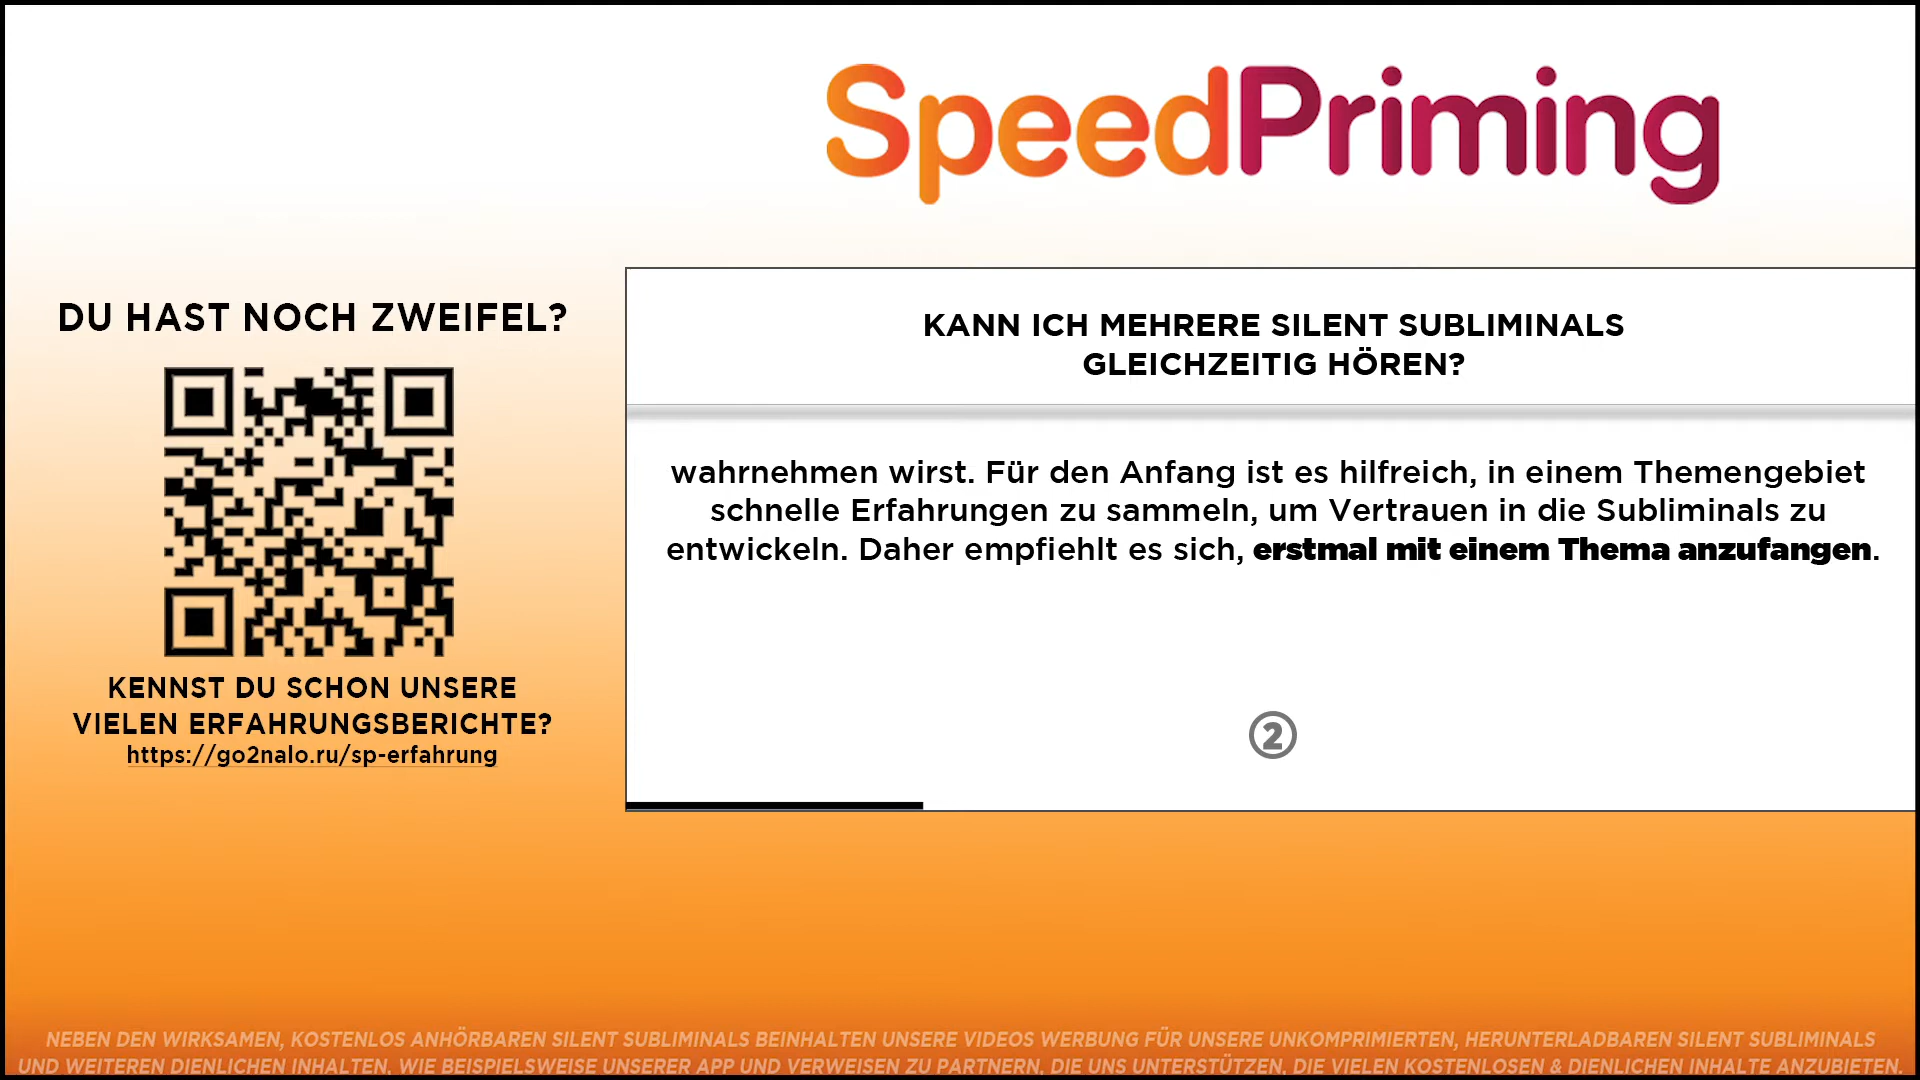 SpeedPriming
DU HAST NOCH ZWEIFEL?
KENNST DU SCHON UNSERE
VIELEN ERFAHRUNGSBERICHTE?
https://go2nalo.ru/sp-erfahrung
KANN ICH MEHRERE SILENT SUBLIMINALS
GLEICHZEITIG HÖREN?
wahrnehmen wirst. Für den Anfang ist es hilfreich, in einem Themengebiet
schnelle Erfahrungen zu sammeln, um Vertrauen in die Subliminals zu
entwickeln. Daher empfiehlt es sich, erstmal mit einem Thema anzufangen.
2
NEBEN DEN WIRKSAMEN, KOSTENLOS ANHÖRBAREN SILENT SUBLIMINALS BEINHALTEN UNSERE VIDEOS WERBUNG FÜR UNSERE UNKOMPRIMIERTEN, HERUNTERLADBAREN SILENT SUBLIMINALS
UND WEITEREN DIENLICHEN INHALTEN, WIE BEISPIELSWEISE UNSERER APP UND VERWEISEN ZU PARTNERN, DIE UNS UNTERSTÜTZEN, DIE VIELEN KOSTENLOSEN & DIENLICHEN INHALTE ANZUBIETEN.